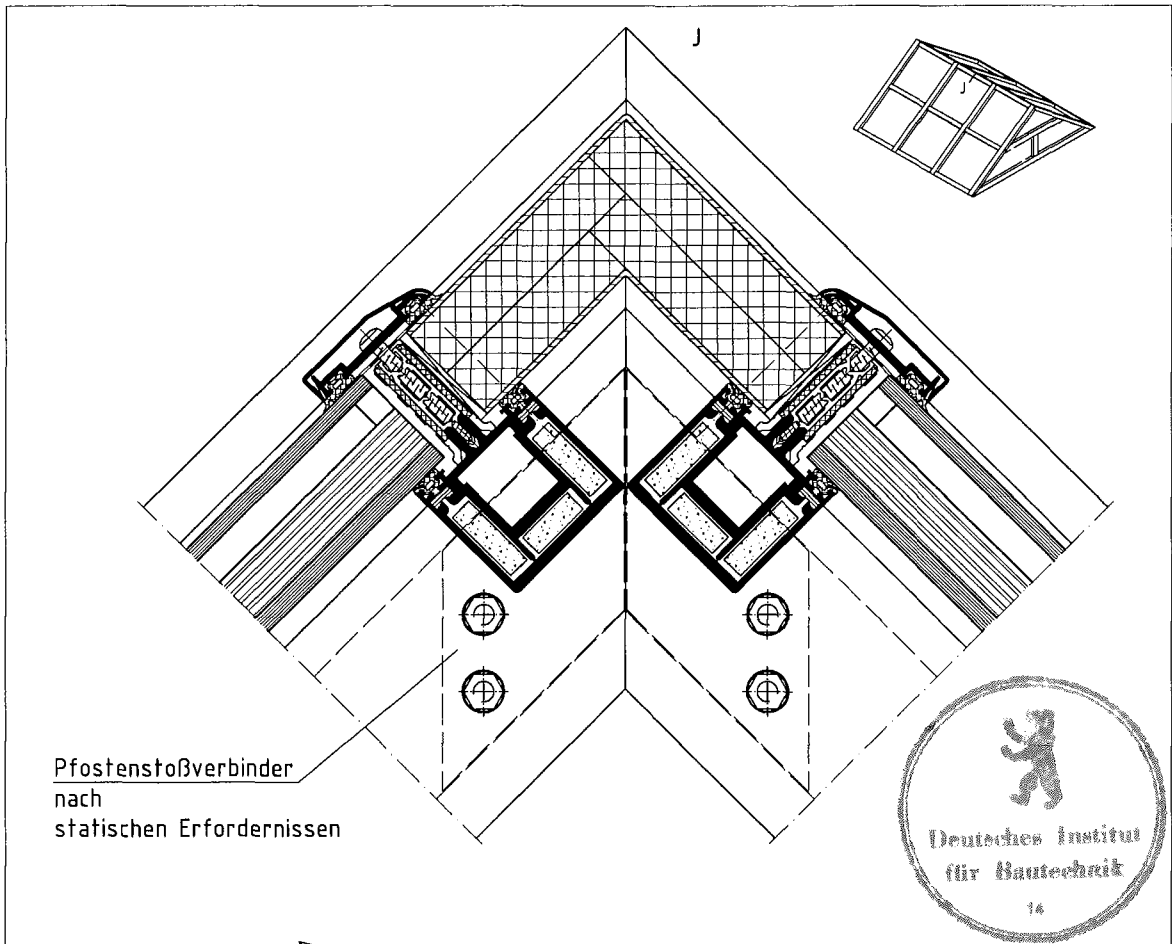 J
J
Pfostenstoßverbinder
nach
statischen Erfordernissen
Deutsches Institut
für Bautechnik
14